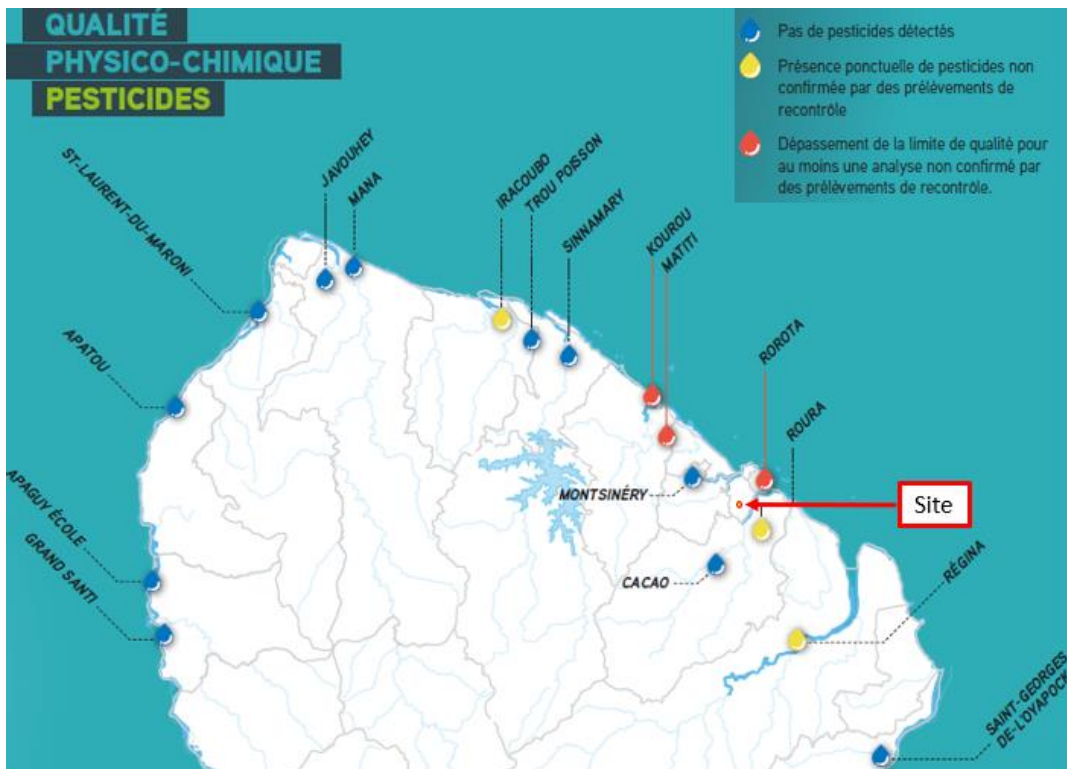 QUALITÉ
PHYSICO-CHIMIQUE
PESTICIDES
Pas de pesticides détectés
Présence ponctuelle de pesticides non
confirmée par des prélèvements de
recontrôle
Dépassement de la limite de qualité pour
au moins une analyse non confirmé par
des prélèvements de recontrôle.
ST-LAURENT-DU-MARONI
JAVOUHEY
MANA
IRACOUBO
TROU POISSON
SINNAMARY
KOUROU
MATITI
ROROTA
ROURA
APATOU
MONTSINÉRY
Site
APAGUY ÉCOLE
GRAND SANTI
CACAO
RÉGINA
SAINT-GEORGES
DE-L'OYAPOCK